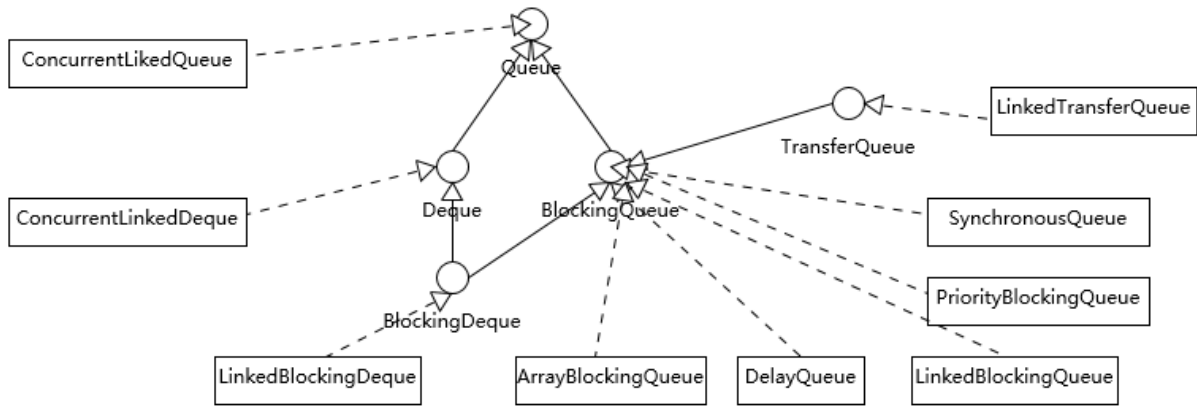 ConcurrentLikedQueue
Queue
LinkedTransferQueue
TransferQueue
ConcurrentLinkedDeque
Deque
BlockingQueue
SynchronousQueue
PriorityBlockingQueue
BlockingDeque
LinkedBlockingDeque
ArrayBlockingQueue
DelayQueue
LinkedBlockingQueue